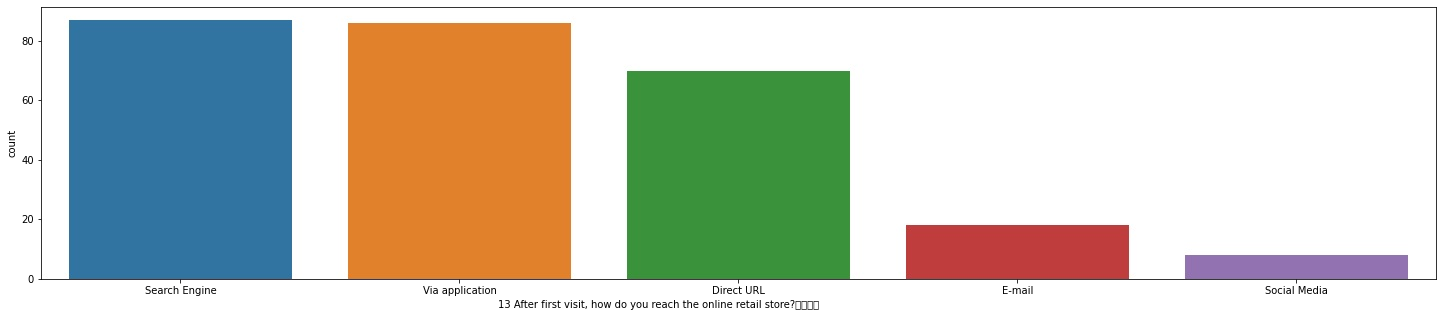 80
60
40
20
0
count
Search Engine
Via application
Direct URL
E-mail
Social Media
13 After first visit, how do you reach the online retail store?